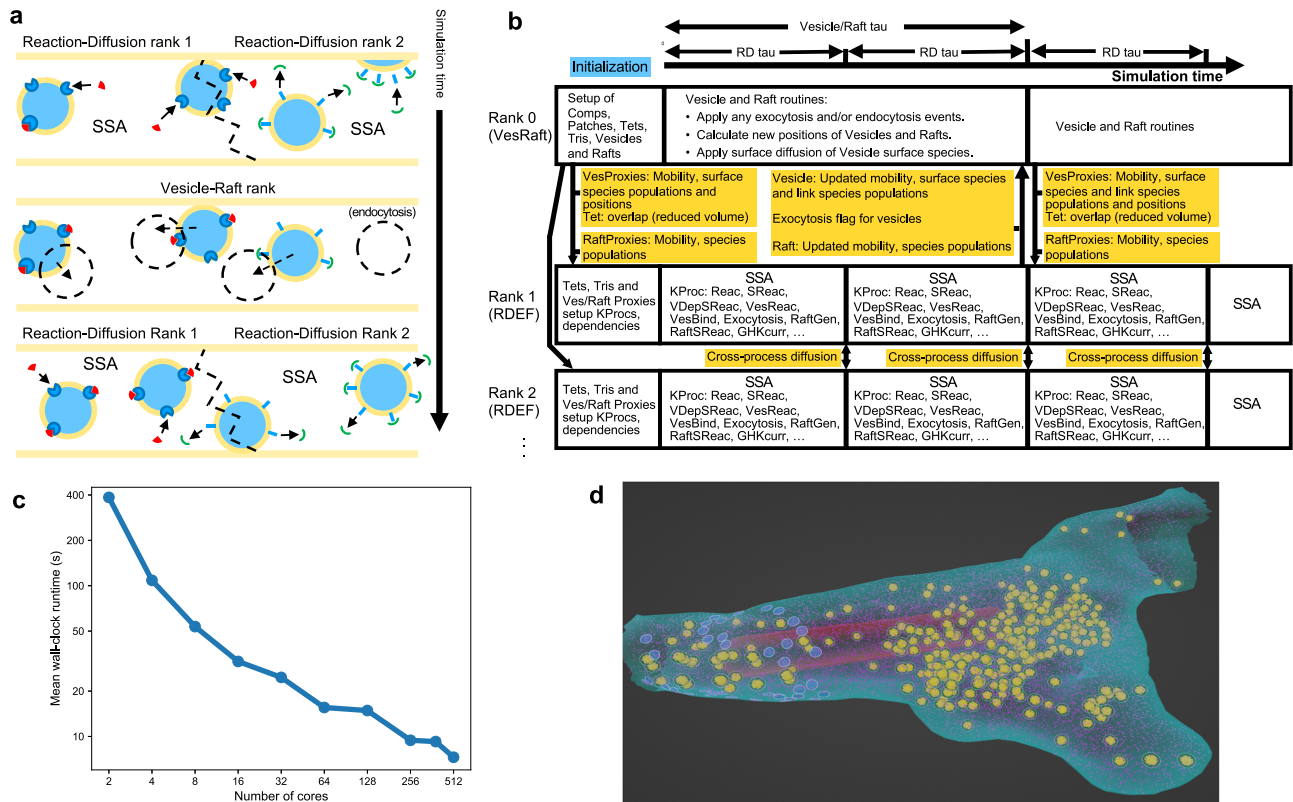 a
Reaction-Diffusion rank 1
Reaction-Diffusion rank 2
SSA
SSA
Simulation time
Vesicle-Raft rank
(endocytosis)
Reaction-Diffusion Rank 1
Reaction-Diffusion Rank 2
SSA
SSA
b
Vesicle/Raft tau
0
RD tau
RD tau
RD tau
Initialization
Simulation time
Rank 0
(VesRaft)
Setup of
Comps,
Patches, Tets,
Tris, Vesicles
and Rafts
Vesicle and Raft routines:
• Apply any exocytosis and/or endocytosis events.
• Calculate new positions of Vesicles and Rafts.
• Apply surface diffusion of Vesicle surface species.
Vesicle and Raft routines
VesProxies: Mobility, surface
species populations and
positions
Tet: overlap (reduced volume)
RaftProxies: Mobility, species
populations
Vesicle: Updated mobility, surface species
and link species populations
Exocytosis flag for vesicles
Raft: Updated mobility, species populations
VesProxies: Mobility, surface
species and link species
populations and positions
Tet: overlap (reduced volume)
RaftProxies: Mobility, species
populations
Rank 1
(RDEF)
Tets, Tris and
Ves/Raft Proxies
setup KProcs,
dependencies
SSA
KProc: Reac, SReac,
VDepSReac, VesReac,
VesBind, Exocytosis, RaftGen,
RaftSReac, GHKcurr, …
SSA
KProc: Reac, SReac,
VDepSReac, VesReac,
VesBind, Exocytosis, RaftGen,
RaftSReac, GHKcurr, …
SSA
KProc: Reac, SReac,
VDepSReac, VesReac,
VesBind, Exocytosis, RaftGen,
RaftSReac, GHKcurr, …
SSA
Cross-process diffusion
Cross-process diffusion
Cross-process diffusion
Rank 2
(RDEF)
Tets, Tris and
Ves/Raft Proxies
setup KProcs,
dependencies
SSA
KProc: Reac, SReac,
VDepSReac, VesReac,
VesBind, Exocytosis, RaftGen,
RaftSReac, GHKcurr, …
SSA
KProc: Reac, SReac,
VDepSReac, VesReac,
VesBind, Exocytosis, RaftGen,
RaftSReac, GHKcurr, …
SSA
KProc: Reac, SReac,
VDepSReac, VesReac,
VesBind, Exocytosis, RaftGen,
RaftSReac, GHKcurr, …
SSA
⋮
c
Mean wall-clock runtime (s)
400
100
50
20
10
2
4
8
16
32
64
128
256
512
Number of cores
d